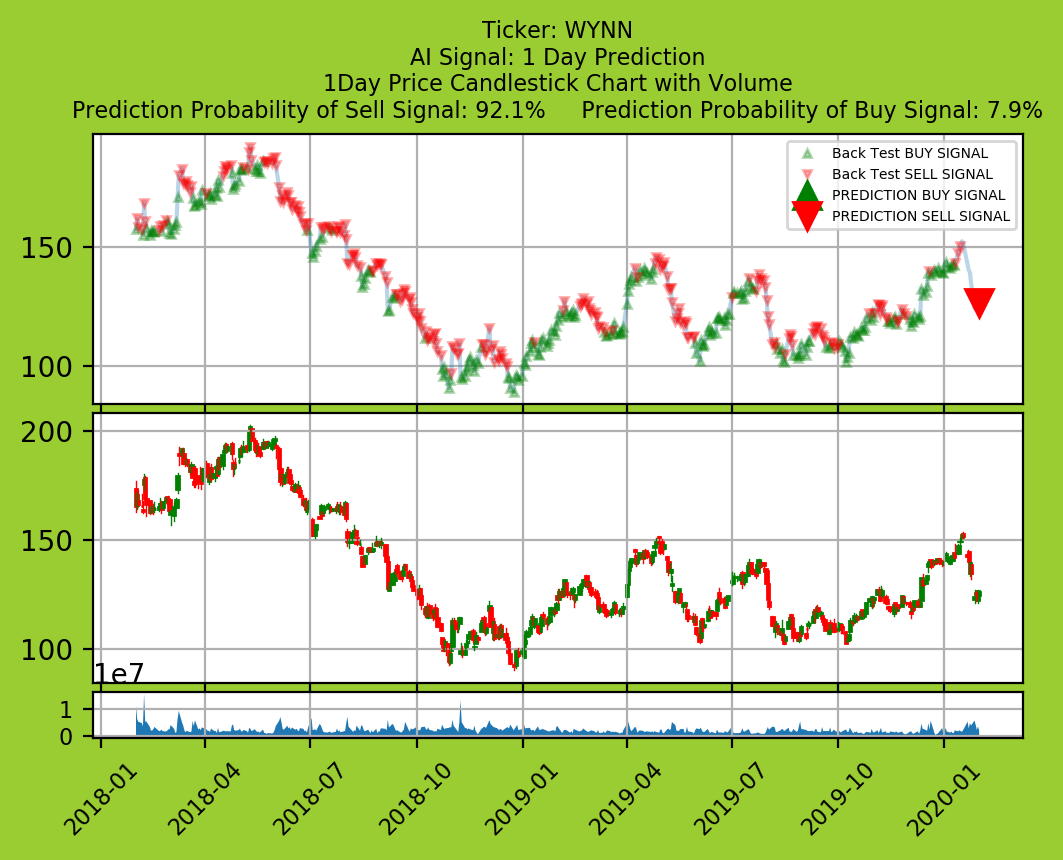 Ticker: WYNN
AI Signal: 1 Day Prediction
1Day Price Candlestick Chart with Volume
Prediction Probability of Sell Signal: 92.1% Prediction Probability of Buy Signal: 7.9%
Back Test BUY SIGNAL
Back Test SELL SIGNAL
PREDICTION BUY SIGNAL
PREDICTION SELL SIGNAL
150
100
200
150
100
1e7
1
0
2018-01
2018-04
2018-07
2018-10
2019-01
2019-04
2019-07
2019-10
2020-01